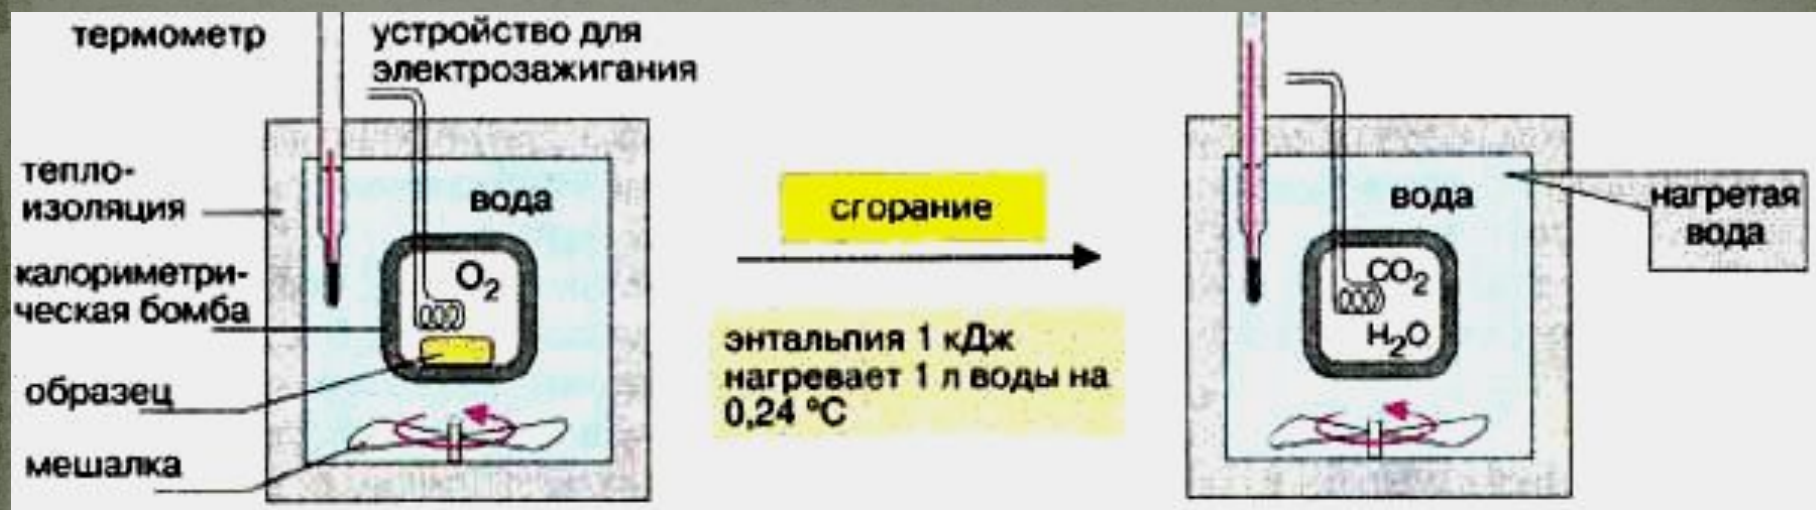 термометр
устройство для
электрозажигания
тепло-
изоляция
вода
калориметри-
ческая бомба
O₂
образец
мешалка
сгорание
энтальпия 1 кДж
нагревает 1 л воды на
0,24 °C
вода
нагретая
вода
CO₂
H₂O